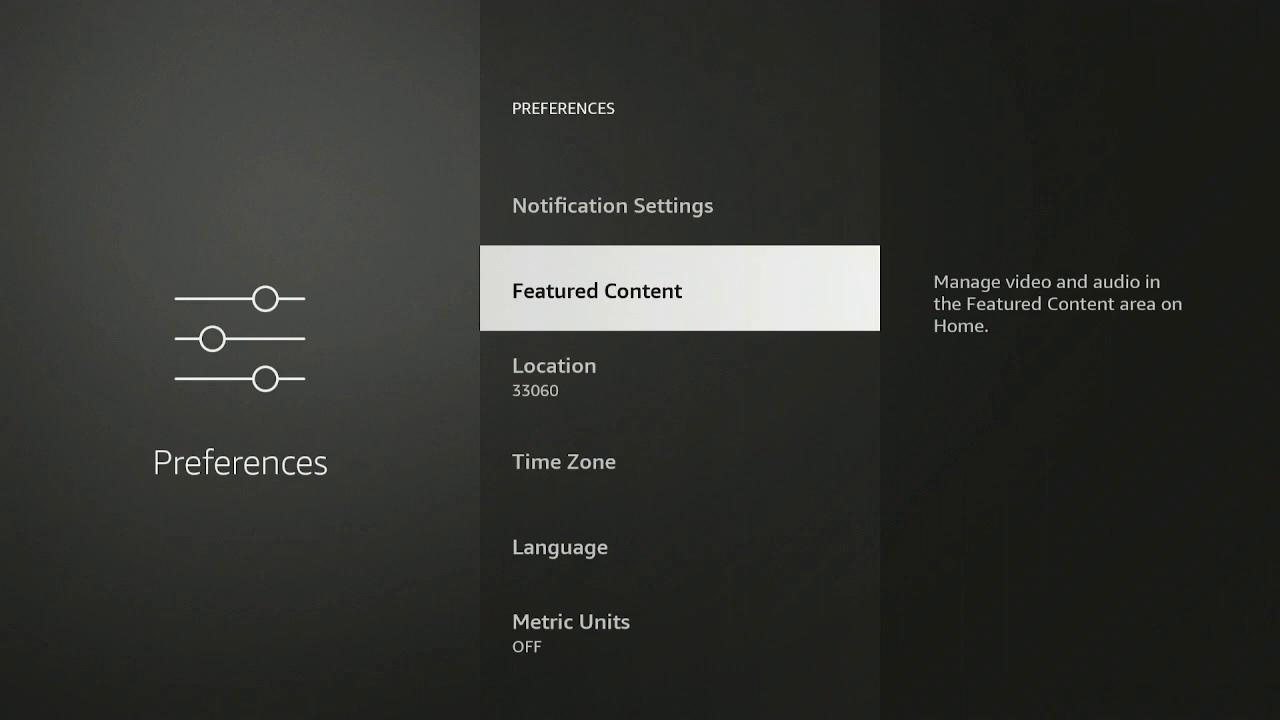 Preferences
PREFERENCES
Notification Settings
Featured Content
Location
33060
Time Zone
Language
Metric Units
OFF
Manage video and audio in
the Featured Content area on
Home.